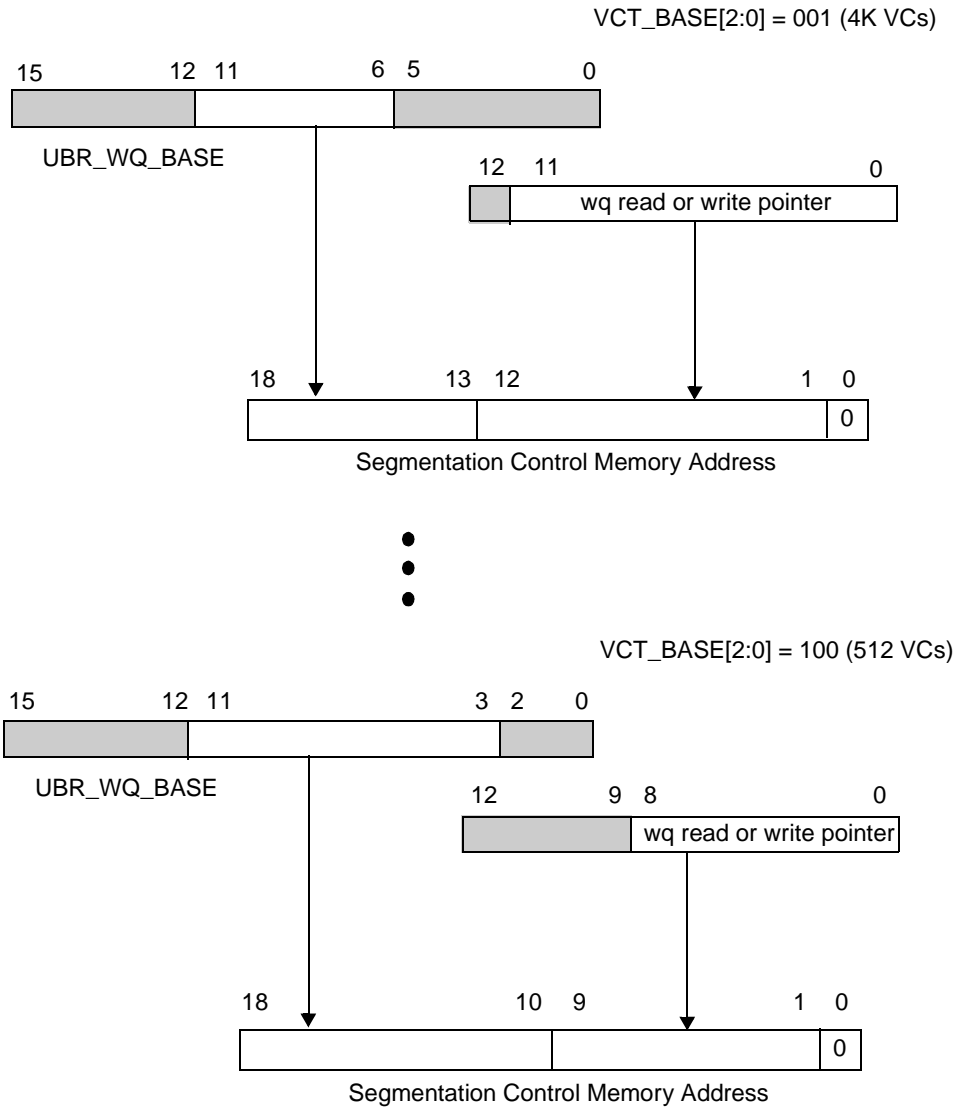 VCT_BASE[2:0] = 001 (4K VCs)
15 12 11 6 5 0
UBR_WQ_BASE
12 11 0
wq read or write pointer
18 13 12 1 0
0
Segmentation Control Memory Address
VCT_BASE[2:0] = 100 (512 VCs)
15 12 11 3 2 0
UBR_WQ_BASE
12 9 8 0
wq read or write pointer
18 10 9 1 0
0
Segmentation Control Memory Address